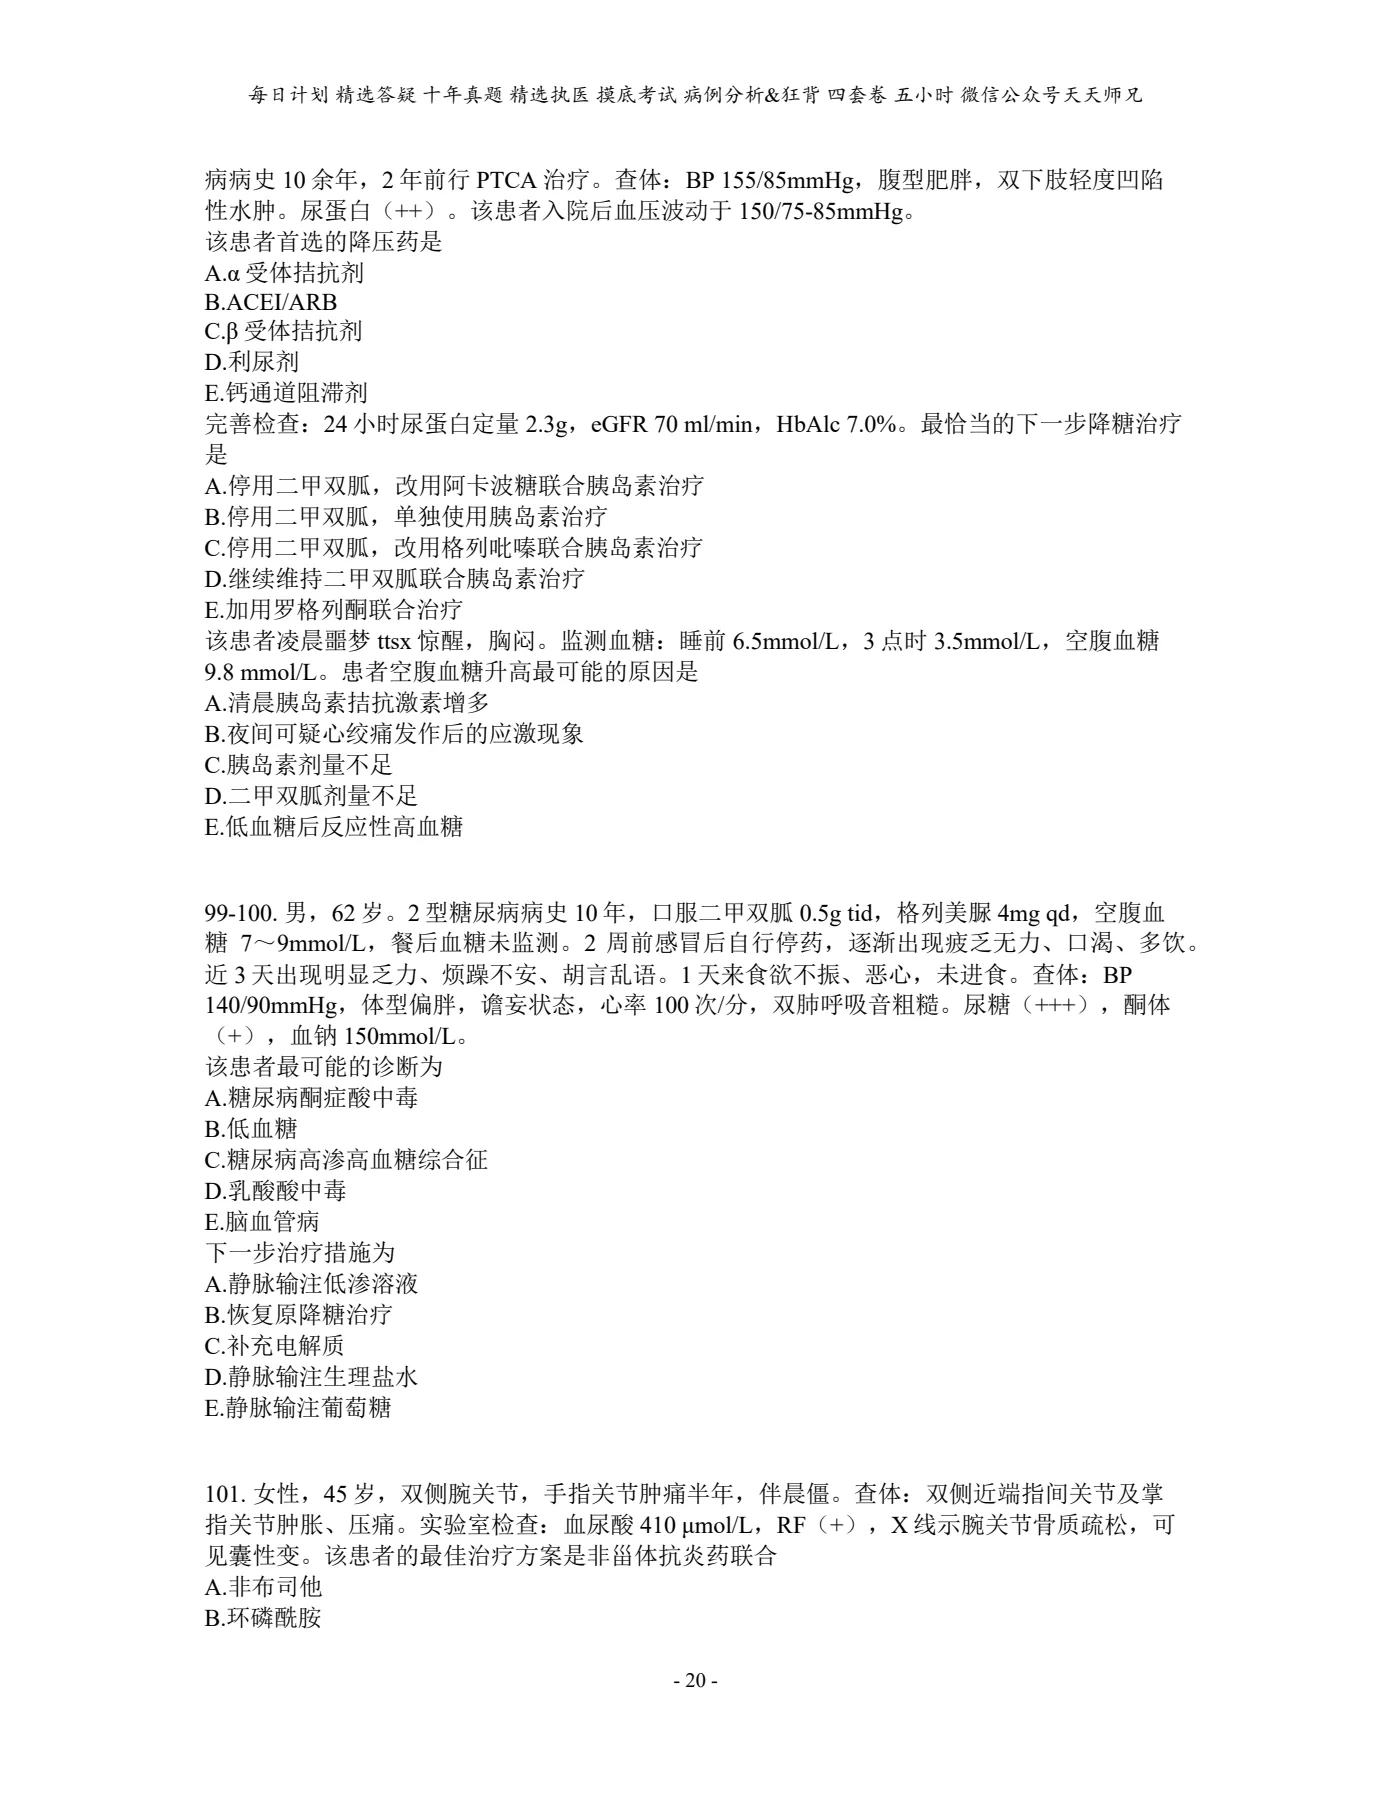 每日计划 精选答疑 十年真题 精选执医 摸底考试 病例分析&狂背 四套卷 五小时 微信公众号天天师兄
病病史 10 余年，2 年前行 PTCA 治疗。查体：BP 155/85mmHg，腹型肥胖，双下肢轻度凹陷
性水肿。尿蛋白（++）。该患者入院后血压波动于 150/75-85mmHg。
该患者首选的降压药是
A.α 受体拮抗剂
B.ACEI/ARB
C.β 受体拮抗剂
D.利尿剂
E.钙通道阻滞剂
完善检查：24 小时尿蛋白定量 2.3g，eGFR 70 ml/min，HbAlc 7.0%。最恰当的下一步降糖治疗
是
A.停用二甲双胍，改用阿卡波糖联合胰岛素治疗
B.停用二甲双胍，单独使用胰岛素治疗
C.停用二甲双胍，改用格列吡嗪联合胰岛素治疗
D.继续维持二甲双胍联合胰岛素治疗
E.加用罗格列酮联合治疗
该患者凌晨噩梦 ttsx 惊醒，胸闷。监测血糖：睡前 6.5mmol/L，3 点时 3.5mmol/L，空腹血糖
9.8 mmol/L。患者空腹血糖升高最可能的原因是
A.清晨胰岛素拮抗激素增多
B.夜间可疑心绞痛发作后的应激现象
C.胰岛素剂量不足
D.二甲双胍剂量不足
E.低血糖后反应性高血糖
99-100. 男，62 岁。2 型糖尿病病史 10 年，口服二甲双胍 0.5g tid，格列美脲 4mg qd，空腹血
糖 7～9mmol/L，餐后血糖未监测。2 周前感冒后自行停药，逐渐出现疲乏无力、口渴、多饮。
近 3 天出现明显乏力、烦躁不安、胡言乱语。1 天来食欲不振、恶心，未进食。查体：BP
140/90mmHg，体型偏胖，谵妄状态，心率 100 次/分，双肺呼吸音粗糙。尿糖（+++），酮体
（+），血钠 150mmol/L。
该患者最可能的诊断为
A.糖尿病酮症酸中毒
B.低血糖
C.糖尿病高渗高血糖综合征
D.乳酸酸中毒
E.脑血管病
下一步治疗措施为
A.静脉输注低渗溶液
B.恢复原降糖治疗
C.补充电解质
D.静脉输注生理盐水
E.静脉输注葡萄糖
101. 女性，45 岁，双侧腕关节，手指关节肿痛半年，伴晨僵。查体：双侧近端指间关节及掌
指关节肿胀、压痛。实验室检查：血尿酸 410 μmol/L，RF（+），X 线示腕关节骨质疏松，可
见囊性变。该患者的最佳治疗方案是非甾体抗炎药联合
A.非布司他
B.环磷酰胺
- 20 -